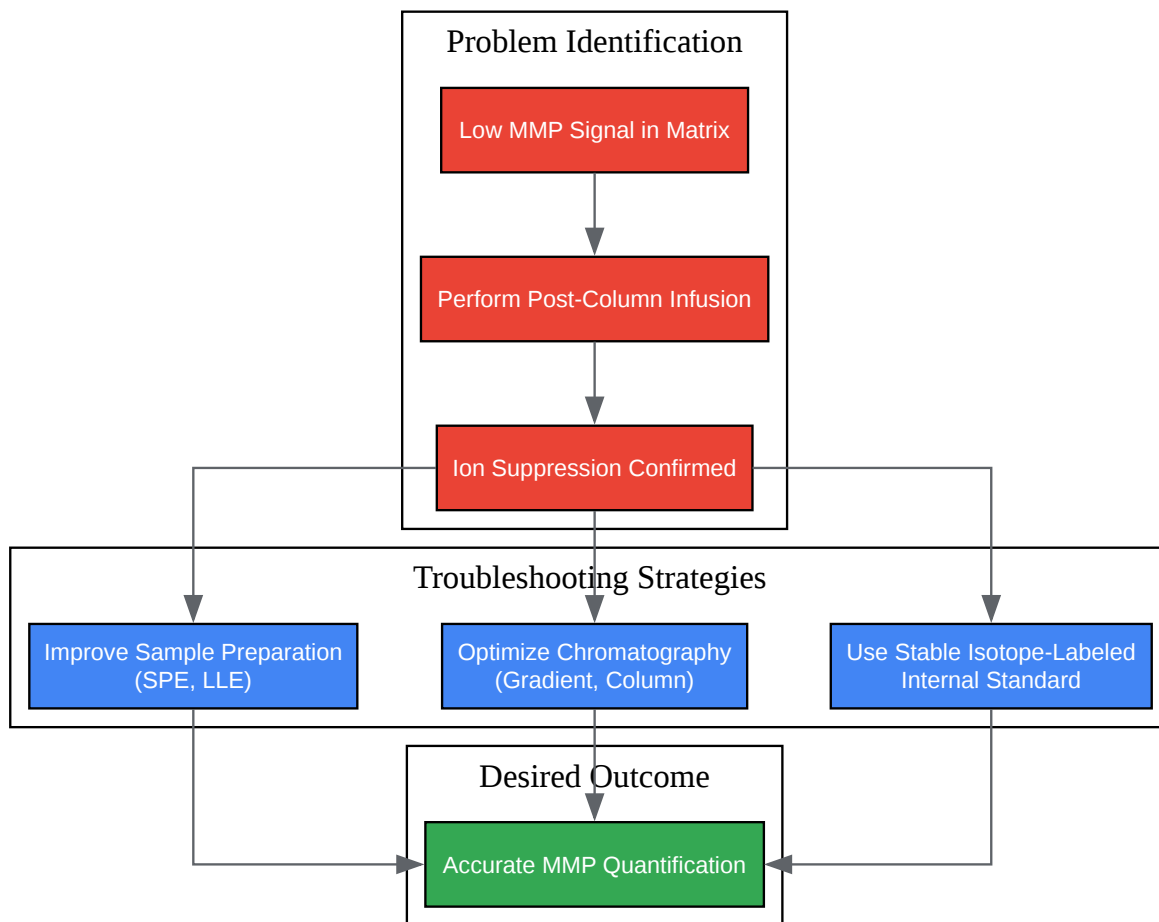 Problem Identification
Low MMP Signal in Matrix
Perform Post-Column Infusion
Ion Suppression Confirmed
Troubleshooting Strategies
Improve Sample Preparation
(SPE, LLE)
Optimize Chromatography
(Gradient, Column)
Use Stable Isotope-Labeled
Internal Standard
Desired Outcome
Accurate MMP Quantification